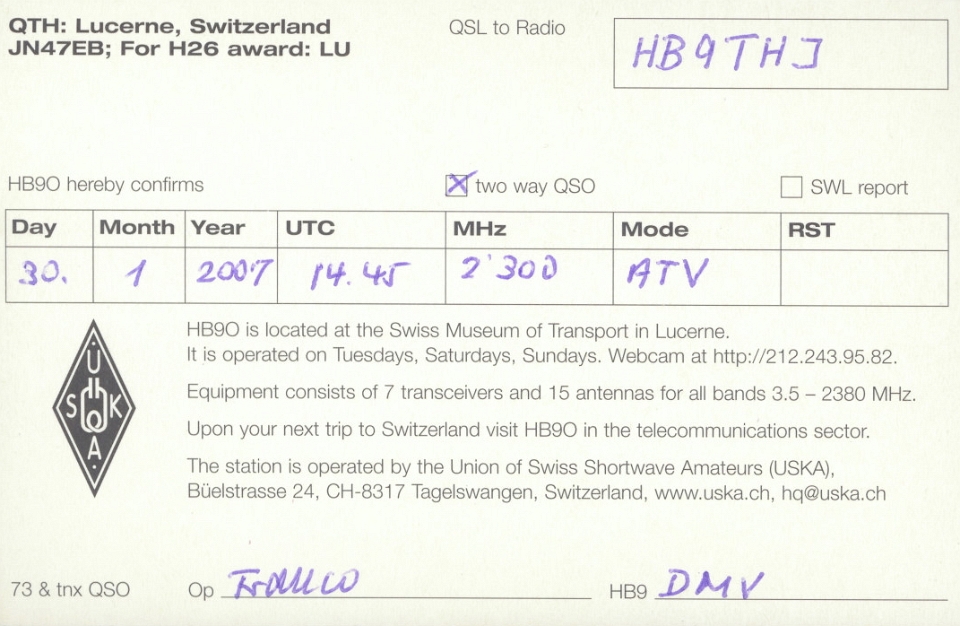 QTH: Lucerne, Switzerland
JN47EB; For H26 award: LU
QSL to Radio
HB9THJ
HB9O hereby confirms
☒ two way QSO
☐ SWL report
Day Month Year UTC MHz Mode RST
30. 1 2007 14.45 2'300 ATV
HB9O is located at the Swiss Museum of Transport in Lucerne.
It is operated on Tuesdays, Saturdays, Sundays. Webcam at http://212.243.95.82.
Equipment consists of 7 transceivers and 15 antennas for all bands 3.5 – 2380 MHz.
Upon your next trip to Switzerland visit HB9O in the telecommunications sector.
The station is operated by the Union of Swiss Shortwave Amateurs (USKA),
Büelstrasse 24, CH-8317 Tagelswangen, Switzerland, www.uska.ch, hq@uska.ch
U
S K
A
73 & tnx QSO Op Franco HB9 DMV